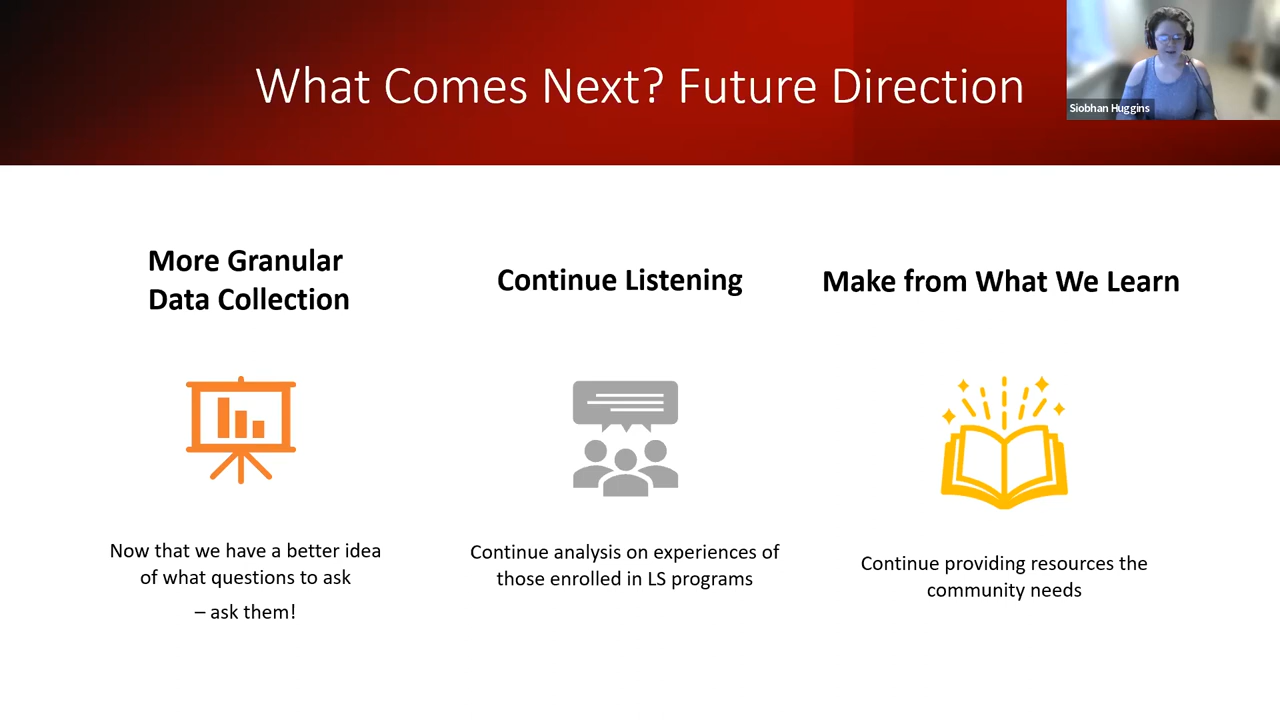 What Comes Next? Future Direction
Siobhan Huggins
More Granular
Data Collection
Continue Listening
Make from What We Learn
Now that we have a better idea
of what questions to ask
– ask them!
Continue analysis on experiences of
those enrolled in LS programs
Continue providing resources the
community needs